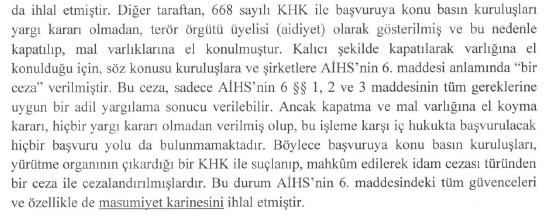 da ihlal etmiştir. Diğer taraftan, 668 sayılı KHK ile başvuruya konu basın kuruluşları
yargı kararı olmadan, terör örgütü üyelisi (aidiyet) olarak gösterilmiş ve bu nedenle
kapatılıp, mal varlıklarına el konulmuştur. Kalıcı şekilde kapatılarak varlığına el
konulduğu için, söz konusu kuruluşlara ve şirketlere AİHS'nin 6. maddesi anlamında “bir
ceza” verilmiştir. Bu ceza, sadece AİHS'nin 6 §§ 1, 2 ve 3 maddesinin tüm gereklerine
uygun bir adil yargılama sonucu verilebilir. Ancak kapatma ve mal varlığına el koyma
kararı, hiçbir yargı kararı olmadan verilmiş olup, bu işleme karşı iç hukukta başvurulacak
hiçbir başvuru yolu da bulunmamaktadır. Böylece başvuruya konu basın kuruluşları,
yürütme organının çıkardığı bir KHK ile suçlanıp, mahkûm edilerek idam cezası türünden
bir ceza ile cezalandırılmışlardır. Bu durum AİHS'nin 6. maddesindeki tüm güvenceleri
ve özellikle de masumiyet karinesini ihlal etmiştir.